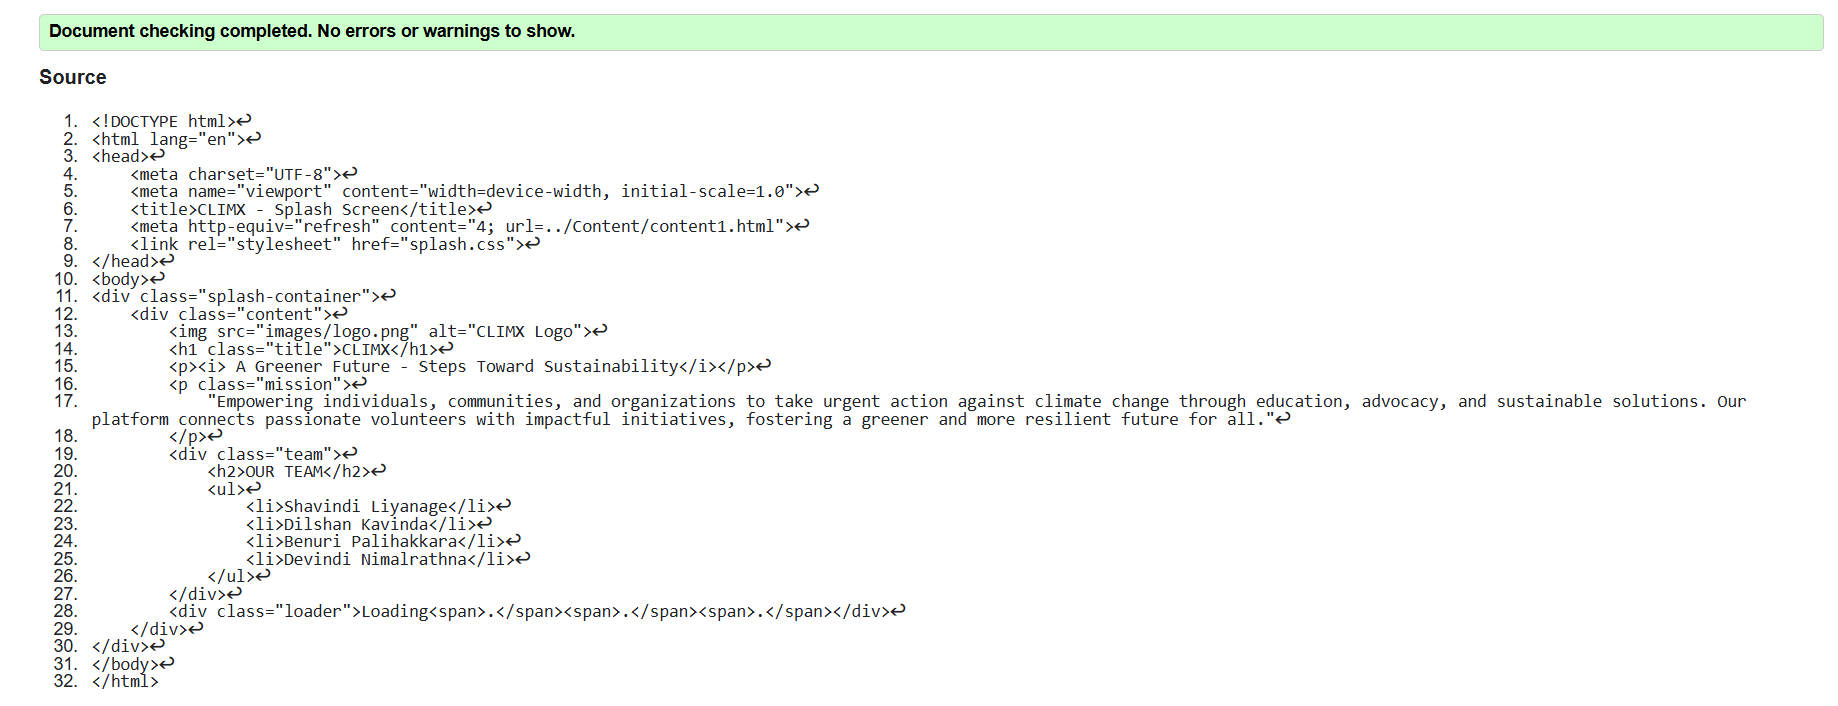 Document checking completed. No errors or warnings to show.
Source
1. <!DOCTYPE html>↩
2. <html lang="en">↩
3. <head>↩
4.     <meta charset="UTF-8">↩
5.     <meta name="viewport" content="width=device-width, initial-scale=1.0">↩
6.     <title>CLIMX - Splash Screen</title>↩
7.     <meta http-equiv="refresh" content="4; url=../Content/content1.html">↩
8.     <link rel="stylesheet" href="splash.css">↩
9. </head>↩
10. <body>↩
11. <div class="splash-container">↩
12.     <div class="content">↩
13.         <img src="images/logo.png" alt="CLIMX Logo">↩
14.         <h1 class="title">CLIMX</h1>↩
15.         <p><i> A Greener Future - Steps Toward Sustainability</i></p>↩
16.         <p class="mission">↩
17.             "Empowering individuals, communities, and organizations to take urgent action against climate change through education, advocacy, and sustainable solutions. Our
platform connects passionate volunteers with impactful initiatives, fostering a greener and more resilient future for all."↩
18.         </p>↩
19.         <div class="team">↩
20.             <h2>OUR TEAM</h2>↩
21.             <ul>↩
22.                 <li>Shavindi Liyanage</li>↩
23.                 <li>Dilshan Kavinda</li>↩
24.                 <li>Benuri Palihakkara</li>↩
25.                 <li>Devindi Nimalrathna</li>↩
26.             </ul>↩
27.         </div>↩
28.         <div class="loader">Loading<span>.</span><span>.</span><span>.</span></div>↩
29.     </div>↩
30. </div>↩
31. </body>↩
32. </html>